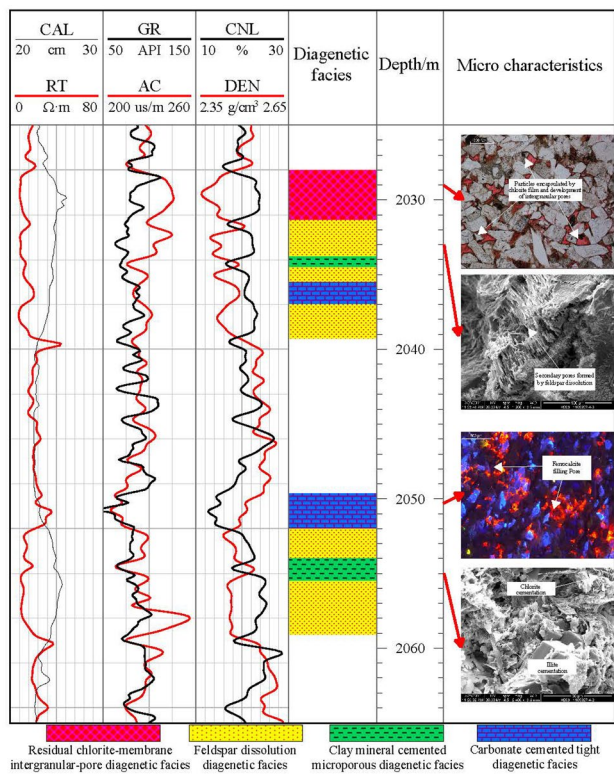 CAL
20 cm 30
RT
0 Ω·m 80
GR
50 API 150
AC
200 us/m 260
CNL
10 % 30
DEN
2.35 g/cm³ 2.65
Diagenetic
facies
Depth/m
Micro characteristics
2030
2040
2050
2060
Particles encapsulated by
chlorite film and development
of intergranular pores
Secondary pores formed
by feldspar dissolution
Ferrocalcite
filling Pore
Chlorite
cementation
Illite
cementation
Residual chlorite-membrane
intergranular-pore diagenetic facies
Feldspar dissolution
diagenetic facies
Clay mineral cemented
microporous diagenetic facies
Carbonate cemented tight
diagenetic facies